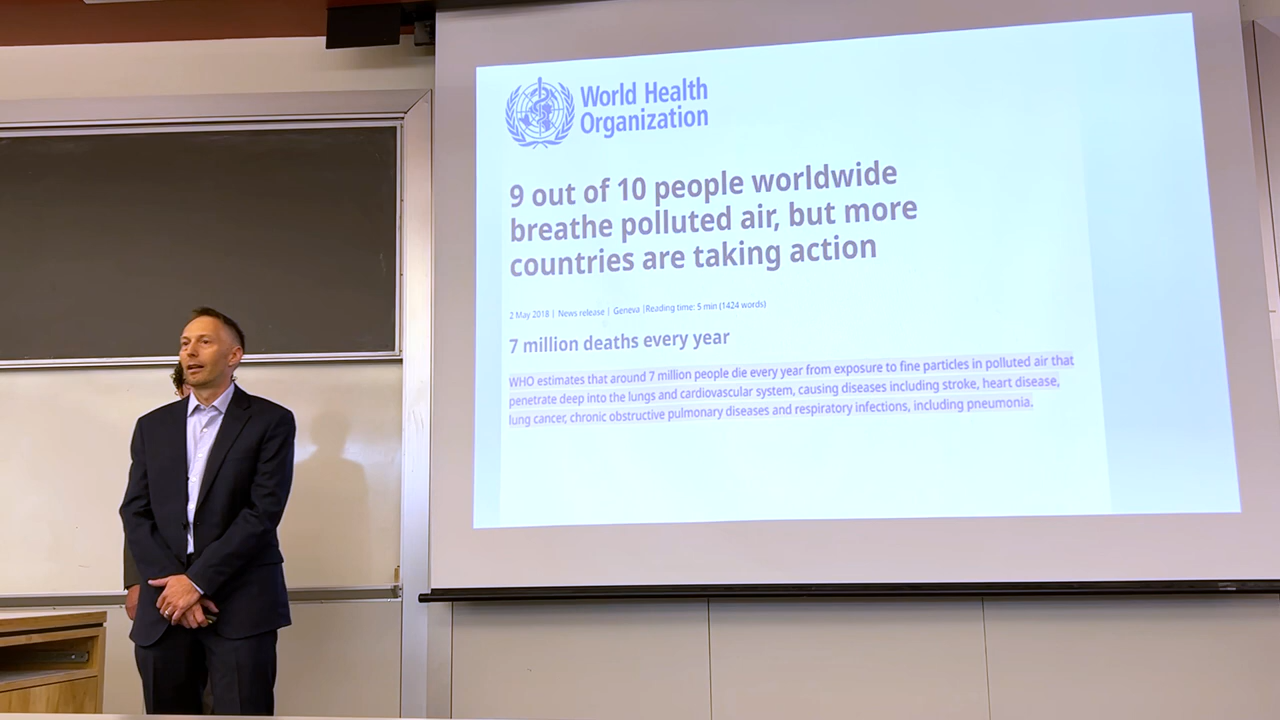 World Health
Organization
9 out of 10 people worldwide
breathe polluted air, but more
countries are taking action
2 May 2018 | News release | Geneva |Reading time: 5 min (1424 words)
7 million deaths every year
WHO estimates that around 7 million people die every year from exposure to fine particles in polluted air that
penetrate deep into the lungs and cardiovascular system, causing diseases including stroke, heart disease,
lung cancer, chronic obstructive pulmonary diseases and respiratory infections, including pneumonia.